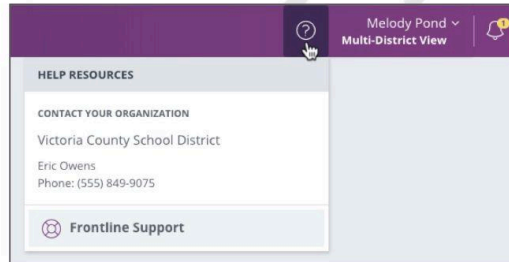 Melody Pond
Multi-District View
1
HELP RESOURCES
CONTACT YOUR ORGANIZATION
Victoria County School District
Eric Owens
Phone: (555) 849-9075
Frontline Support